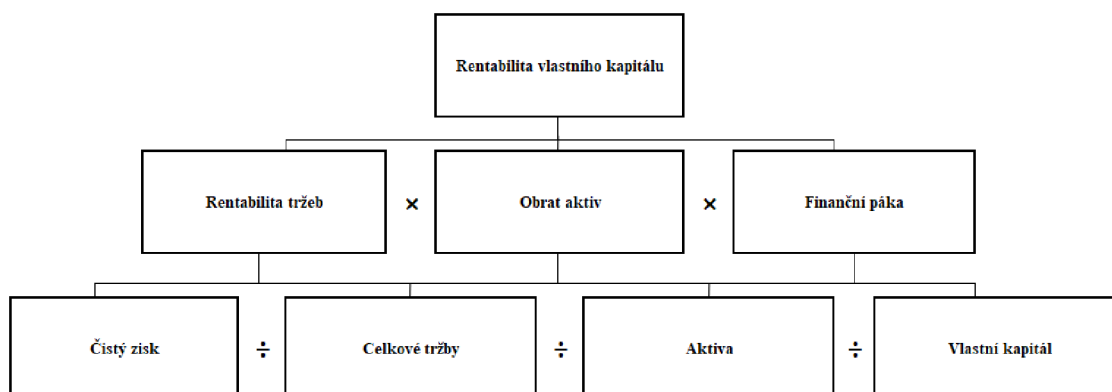 Rentabilita vlastního kapitálu
Rentabilita tržeb × Obrat aktiv × Finanční páka
Čistý zisk ÷ Celkové tržby ÷ Aktiva ÷ Vlastní kapitál